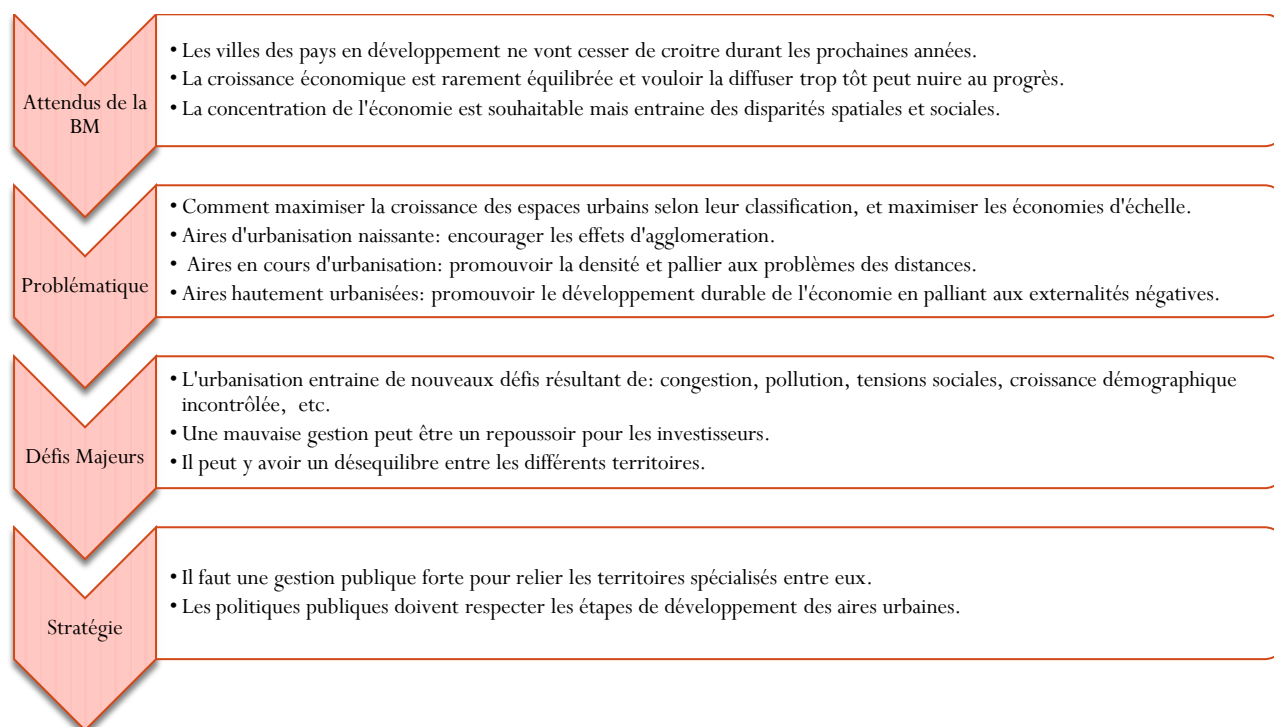 Attendus de la
BM
• Les villes des pays en développement ne vont cesser de croitre durant les prochaines années.
• La croissance économique est rarement équilibrée et vouloir la diffuser trop tôt peut nuire au progrès.
• La concentration de l'économie est souhaitable mais entraine des disparités spatiales et sociales.
Problématique
• Comment maximiser la croissance des espaces urbains selon leur classification, et maximiser les économies d'échelle.
• Aires d'urbanisation naissante: encourager les effets d'agglomeration.
• Aires en cours d'urbanisation: promouvoir la densité et pallier aux problèmes des distances.
• Aires hautement urbanisées: promouvoir le développement durable de l'économie en palliant aux externalités négatives.
Défis Majeurs
• L'urbanisation entraine de nouveaux défis résultant de: congestion, pollution, tensions sociales, croissance démographique
incontrôlée, etc.
• Une mauvaise gestion peut être un repoussoir pour les investisseurs.
• Il peut y avoir un désequilibre entre les différents territoires.
Stratégie
• Il faut une gestion publique forte pour relier les territoires spécialisés entre eux.
• Les politiques publiques doivent respecter les étapes de développement des aires urbaines.